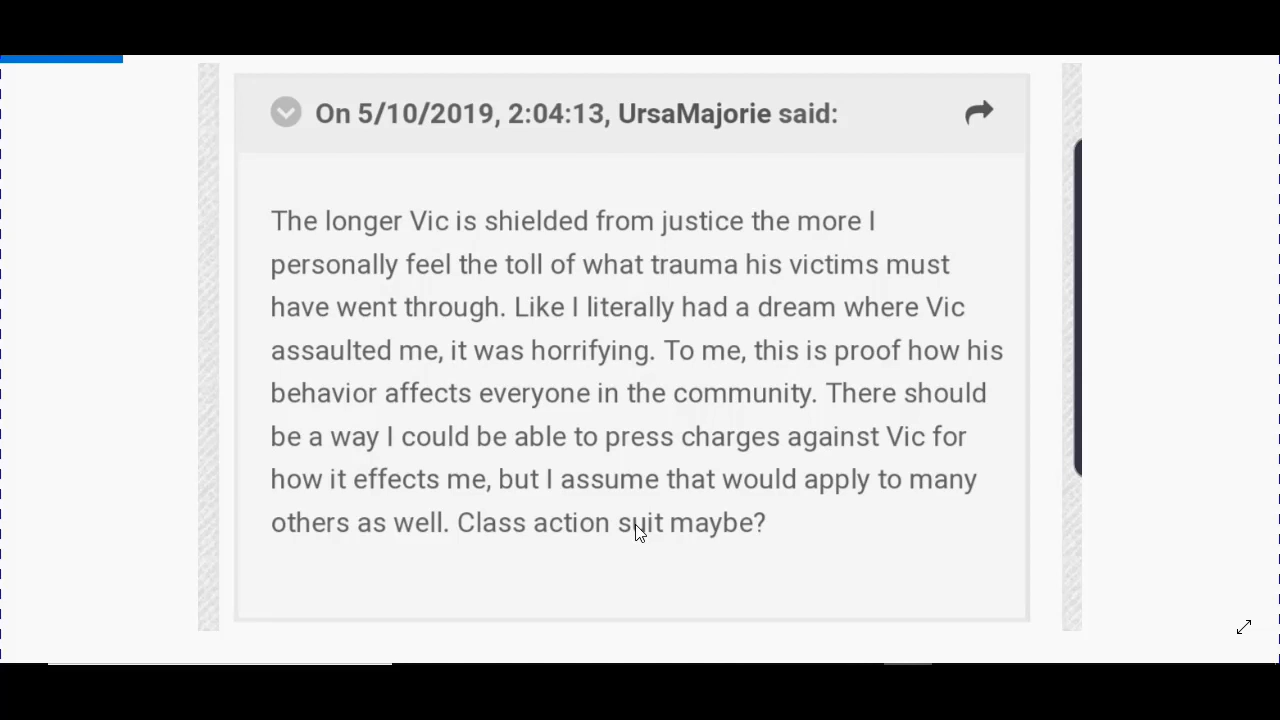 On 5/10/2019, 2:04:13, UrsaMajorie said:
The longer Vic is shielded from justice the more I
personally feel the toll of what trauma his victims must
have went through. Like I literally had a dream where Vic
assaulted me, it was horrifying. To me, this is proof how his
behavior affects everyone in the community. There should
be a way I could be able to press charges against Vic for
how it effects me, but I assume that would apply to many
others as well. Class action suit maybe?